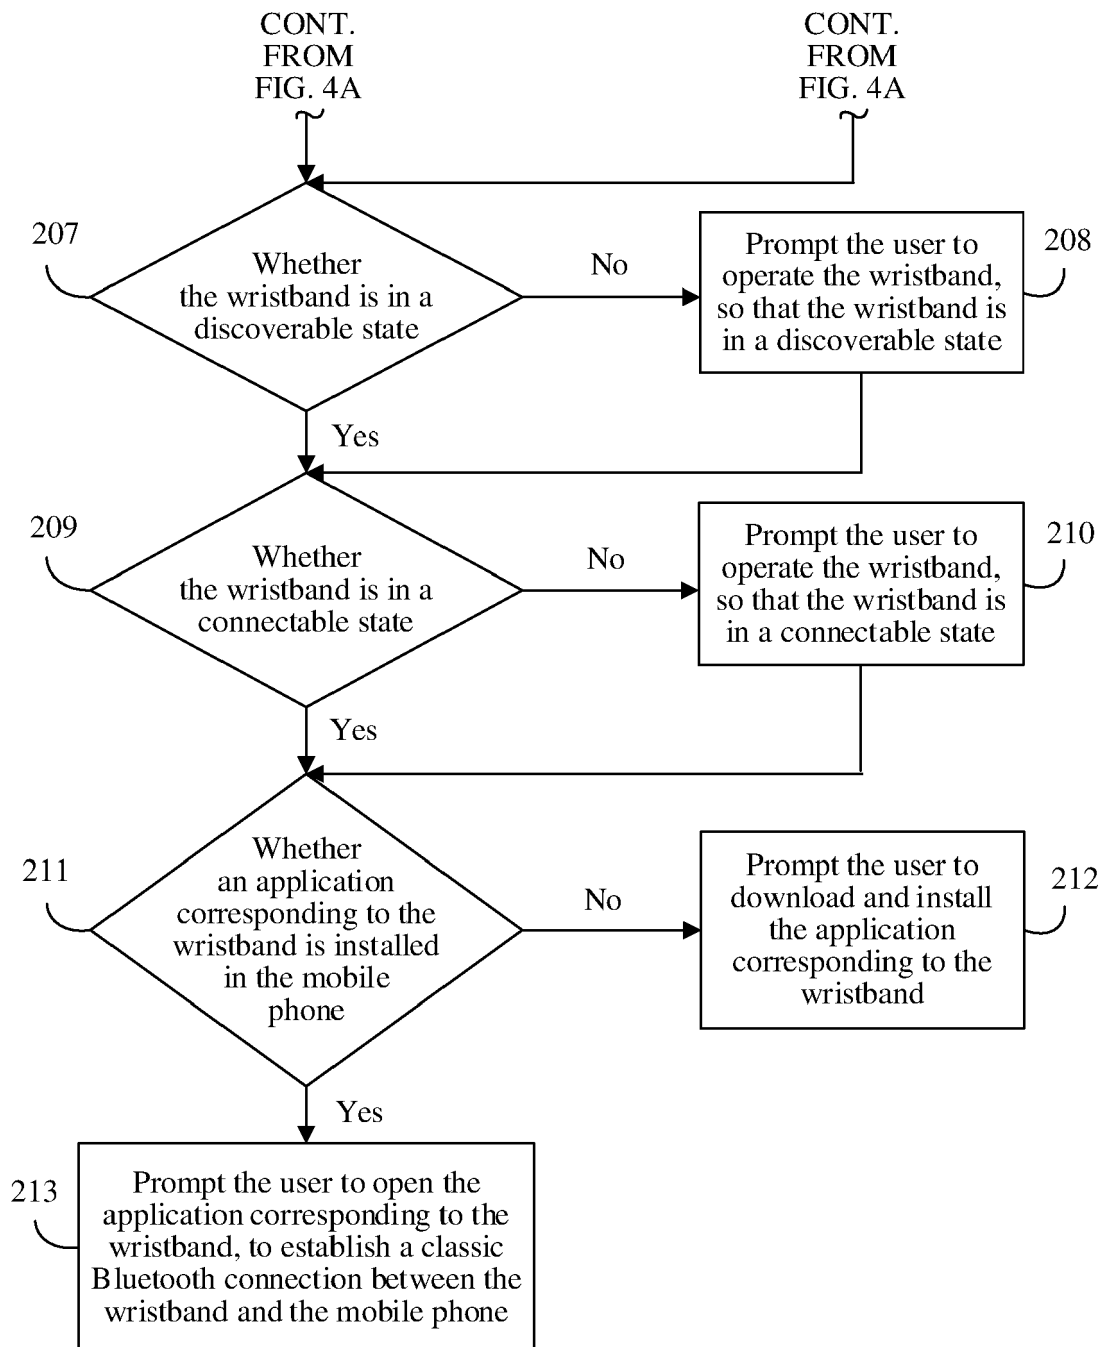 CONT.
FROM
FIG. 4A
CONT.
FROM
FIG. 4A
207
Whether
the wristband is in a
discoverable state
No
Prompt the user to
operate the wristband,
so that the wristband is
in a discoverable state
208
Yes
209
Whether
the wristband is in a
connectable state
No
Prompt the user to
operate the wristband,
so that the wristband is
in a connectable state
210
Yes
211
Whether
an application
corresponding to the
wristband is installed
in the mobile
phone
No
Prompt the user to
download and install
the application
corresponding to the
wristband
212
Yes
213
Prompt the user to open the
application corresponding to the
wristband, to establish a classic
Bluetooth connection between the
wristband and the mobile phone